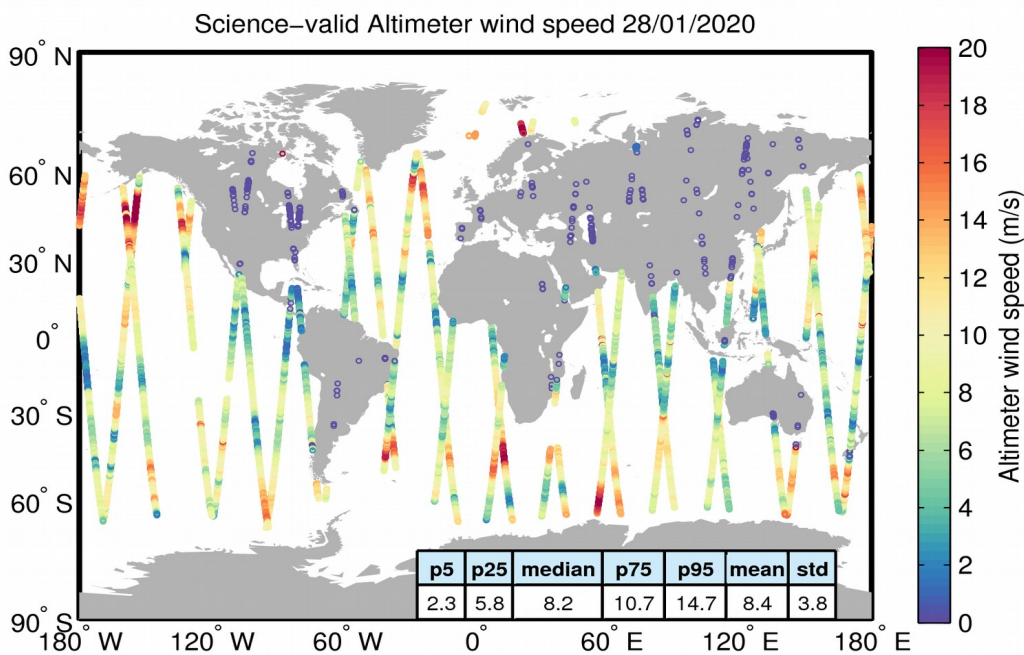 Science−valid Altimeter wind speed 28/01/2020
90° N
60° N
30° N
0°
30° S
60° S
90° S
180° W
120° W
60° W
0°
60° E
120° E
180° E
p5 p25 median p75 p95 mean std
2.3 5.8 8.2 10.7 14.7 8.4 3.8
20
18
16
14
12
10
8
6
4
2
0
Altimeter wind speed (m/s)